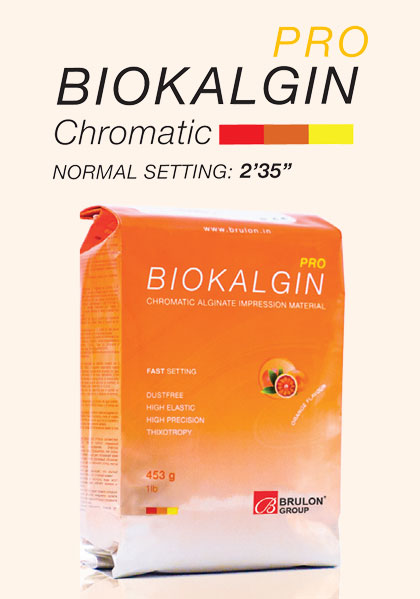 PRO
BIOKALGIN
Chromatic
NORMAL SETTING: 2’35”
www.brulon.in
PRO
BIOKALGIN
CHROMATIC ALGINATE IMPRESSION MATERIAL
FAST SETTING
DUSTFREE
HIGH ELASTIC
HIGH PRECISION
THIXOTROPY
ORANGE FLAVOUR
453 g
1lb
B BRULON®
GROUP